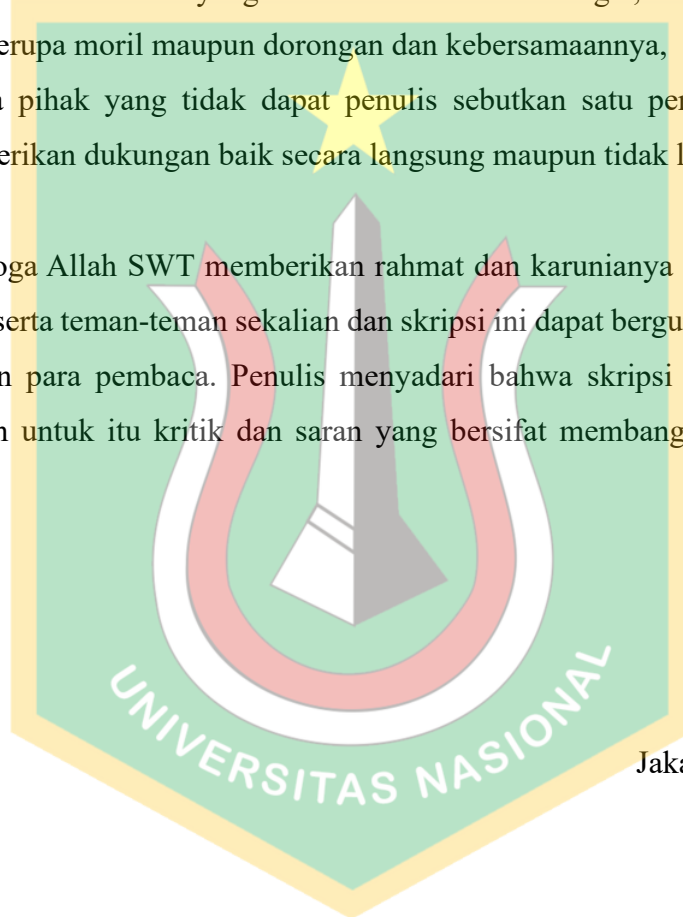 erupa moril maupun dorongan dan kebersamaannya,
pihak yang tidak dapat penulis sebutkan satu per
erikan dukungan baik secara langsung maupun tidak l
oga Allah SWT memberikan rahmat dan karunianya
serta teman-teman sekalian dan skripsi ini dapat bergu
n para pembaca. Penulis menyadari bahwa skripsi
n untuk itu kritik dan saran yang bersifat membang
UNIVERSITAS NASIONAL
Jaka